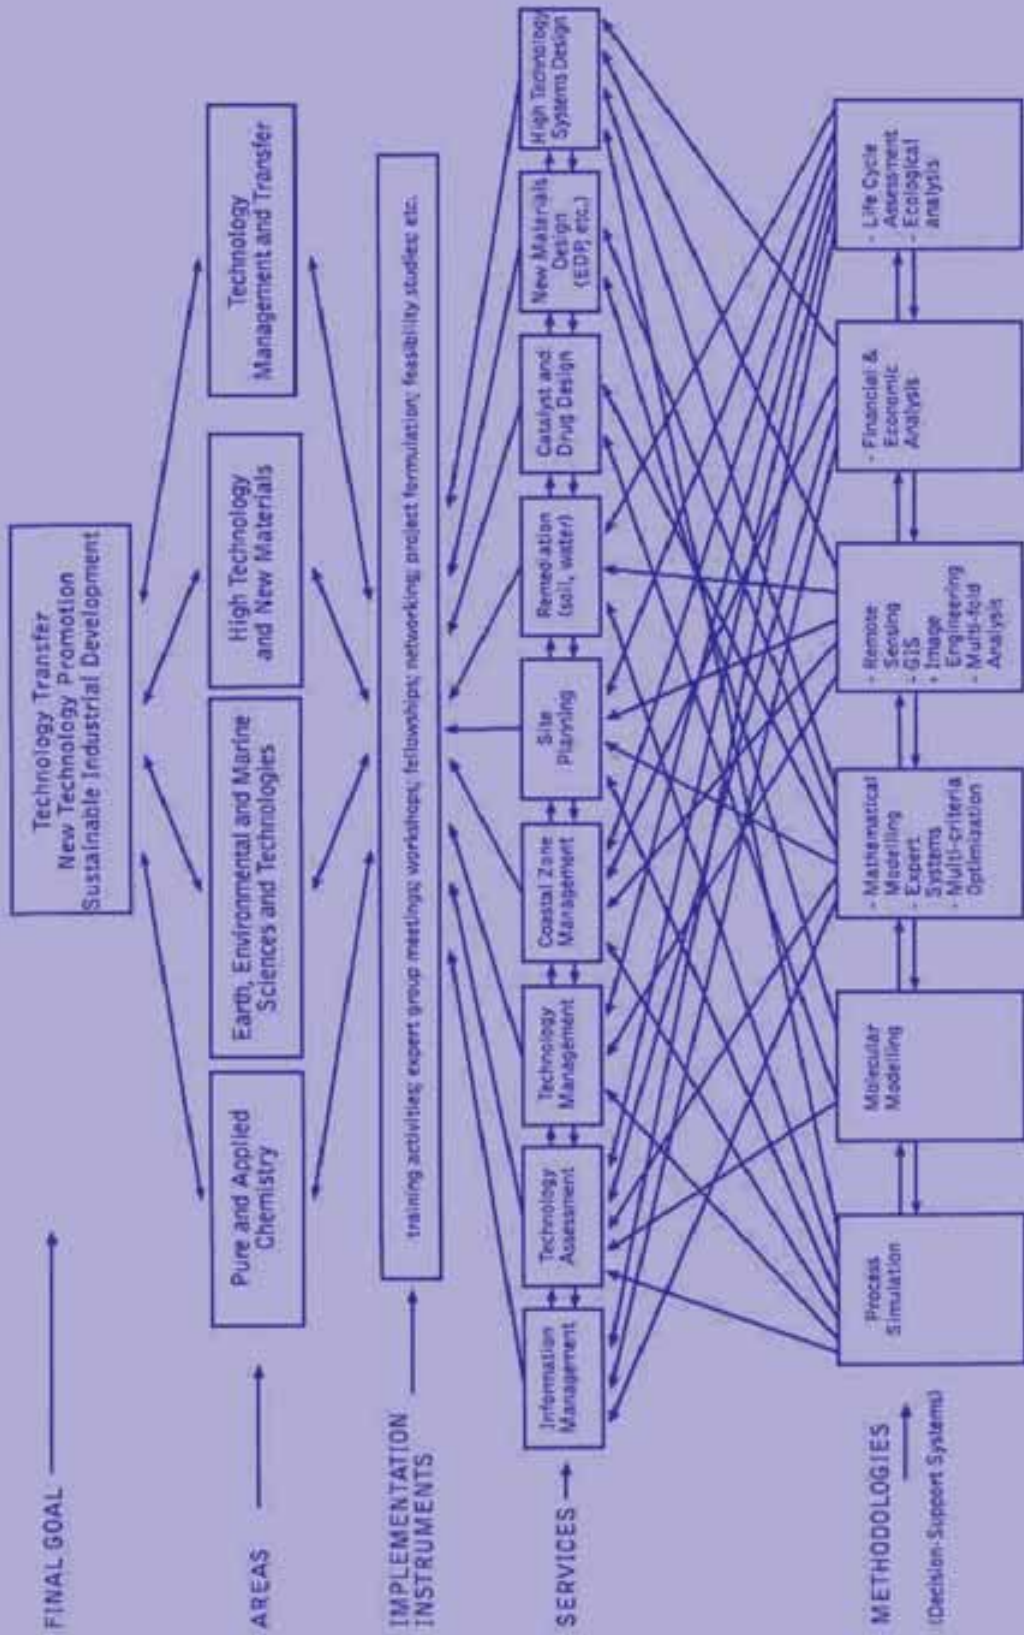 FINAL GOAL
Technology Transfer
New Technology Promotion
Sustainable Industrial Development
AREAS
Pure and Applied
Chemistry
Earth, Environmental and Marine
Sciences and Technologies
High Technology
and New Materials
Technology
Management and Transfer
IMPLEMENTATION
INSTRUMENTS
training activities; expert group meetings; workshops; fellowships; networking; project formulation; feasibility studies; etc.
SERVICES
Information
Management
Technology
Assessment
Technology
Management
Coastal Zone
Management
Site
Planning
Remediation
(soil, water)
Catalyst and
Drug Design
New Materials
Design
(EDP, etc.)
High Technology
Systems Design
METHODOLOGIES
(Decision-Support Systems)
Process
Simulation
Molecular
Modelling
- Mathematical
Modelling
- Expert
Systems
- Multi-criteria
Optimization
- Remote
Sensing
- GIS
+ Image
Engineering
- Multi-fold
Analysis
- Financial &
Economic
Analysis
- Life Cycle
Assessment
- Ecological
analysis